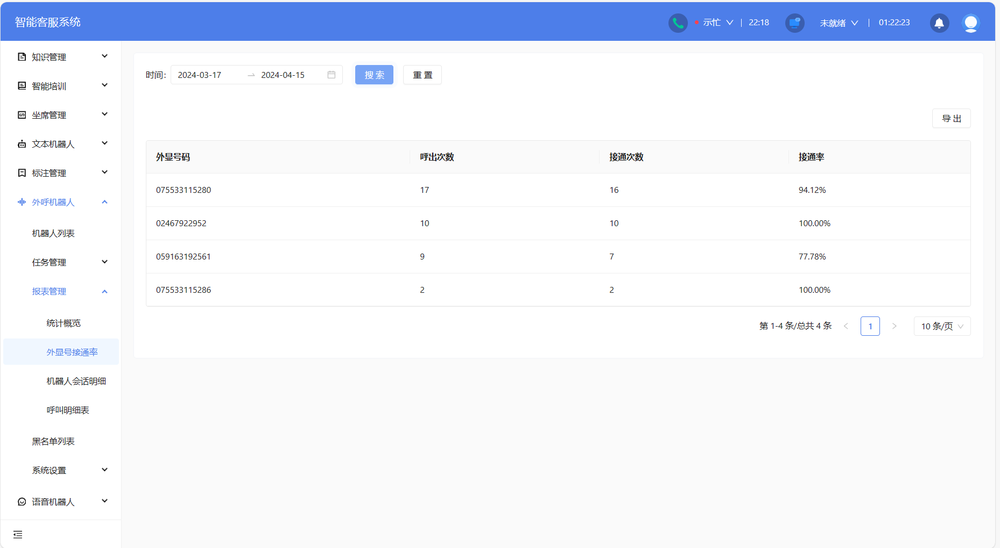 智能客服系统
示忙 | 22:18
未就绪 | 01:22:23
知识管理
智能培训
坐席管理
文本机器人
标注管理
外呼机器人
机器人列表
任务管理
报表管理
统计概览
外显号接通率
机器人会话明细
呼叫明细表
黑名单列表
系统设置
语音机器人
时间: 2024-03-17 → 2024-04-15 搜 索 重 置
导 出
外显号码 呼出次数 接通次数 接通率
075533115280 17 16 94.12%
02467922952 10 10 100.00%
059163192561 9 7 77.78%
075533115286 2 2 100.00%
第 1-4 条/总共 4 条 < 1 > 10 条/页